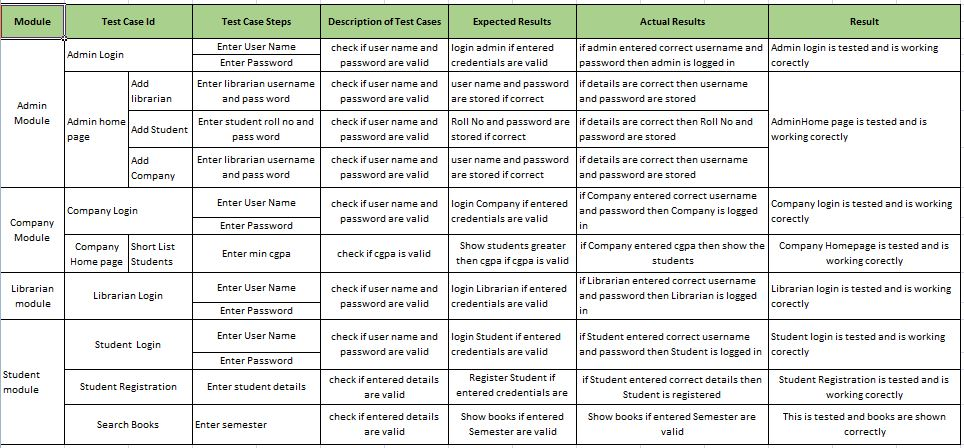 Module Test Case Id Test Case Steps Description of Test Cases Expected Results Actual Results Result
Admin
Module
Admin Login
Enter User Name
Enter Password
check if user name and
password are valid
login admin if entered
credentials are valid
if admin entered correct username and
password then admin is logged in
Admin login is tested and is working
corectly
Admin home
page
Add
librarian
Enter librarian username
and pass word
check if user name and
password are valid
user name and password
are stored if correct
if details are correct then username
and password are stored
AdminHome page is tested and is
working corectly
Add Student
Enter student roll no and
pass word
check if user name and
password are valid
Roll No and password are
stored if correct
if details are correct then Roll No and
password are stored
Add
Company
Enter librarian username
and pass word
check if user name and
password are valid
user name and password
are stored if correct
if details are correct then username
and password are stored
Company
Module
Company Login
Enter User Name
Enter Password
check if user name and
password are valid
login Company if entered
credentials are valid
if Company entered correct username
and password then Company is logged
in
Company login is tested and is working
corectly
Company
Home page
Short List
Students
Enter min cgpa
check if cgpa is valid
Show students greater
then cgpa if cgpa is valid
if Company entered cgpa then show the
students
Company Homepage is tested and is
working corectly
Librarian
module
Librarian Login
Enter User Name
Enter Password
check if user name and
password are valid
login Librarian if entered
credentials are valid
if Librarian entered correct username
and password then Librarian is logged
in
Librarian login is tested and is working
corectly
Student
module
Student Login
Enter User Name
Enter Password
check if user name and
password are valid
login Student if entered
credentials are valid
if Student entered correct username
and password then Student is logged in
Student login is tested and is working
corectly
Student Registration
Enter student details
check if entered details
are valid
Register Student if
entered credentials are
if Student entered correct details then
Student is registered
Student Registration is tested and is
working corectly
Search Books
Enter semester
check if entered details
are valid
Show books if entered
Semester are valid
Show books if entered Semester are
valid
This is tested and books are shown
correctly